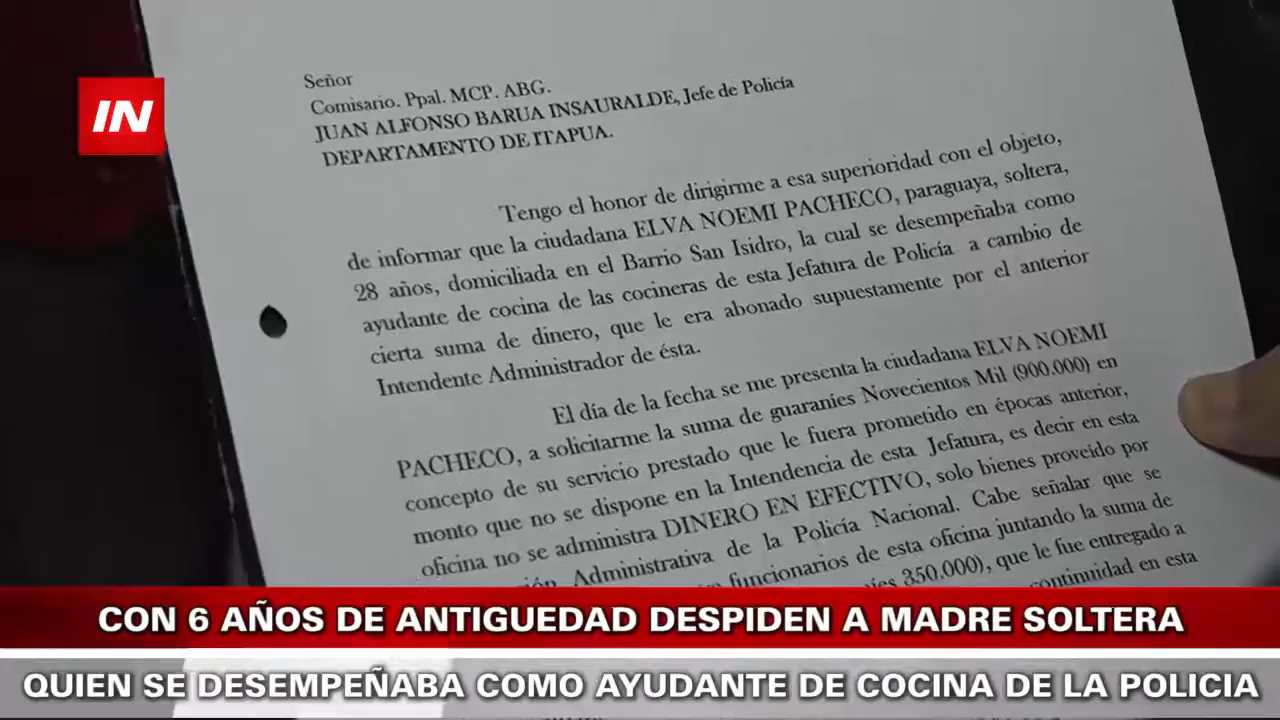 IN
Señor
Comisario. Ppal. MCP. ABG.
JUAN ALFONSO BARUA INSAURALDE, Jefe de Policía
DEPARTAMENTO DE ITAPUA.
Tengo el honor de dirigirme a esa superioridad con el objeto,
de informar que la ciudadana ELVA NOEMI PACHECO, paraguaya, soltera,
28 años, domiciliada en el Barrio San Isidro, la cual se desempeñaba como
ayudante de cocina de las cocineras de esta Jefatura de Policía a cambio de
cierta suma de dinero, que le era abonado supuestamente por el anterior
Intendente Administrador de ésta.
El día de la fecha se me presenta la ciudadana ELVA NOEMI
PACHECO, a solicitarme la suma de guaraníes Novecientos Mil (900.000) en
concepto de su servicio prestado que le fuera prometido en épocas anterior,
monto que no se dispone en la Intendencia de esta Jefatura, es decir en esta
oficina no se administra DINERO EN EFECTIVO, solo bienes proveído por
Administrativa de la Policía Nacional. Cabe señalar que se
funcionarios de esta oficina juntando la suma de
350.000), que le fue entregado a
continuidad en esta
CON 6 AÑOS DE ANTIGUEDAD DESPIDEN A MADRE SOLTERA
QUIEN SE DESEMPEÑABA COMO AYUDANTE DE COCINA DE LA POLICIA